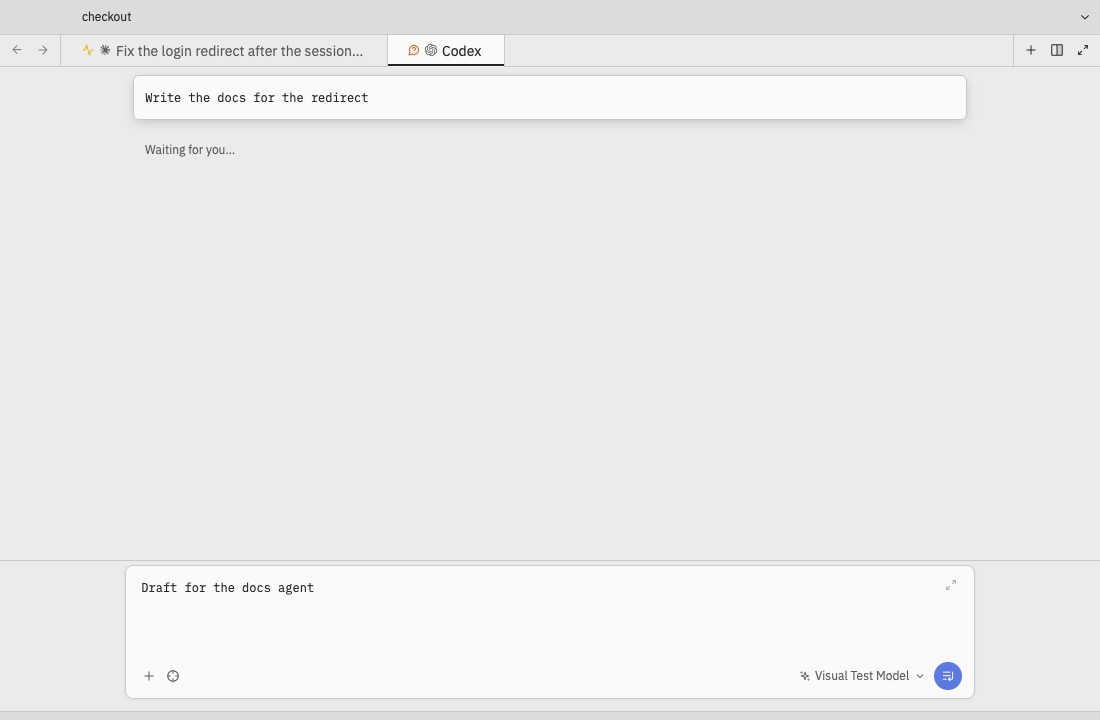 checkout
Fix the login redirect after the session...
Codex
Write the docs for the redirect
Waiting for you...
Draft for the docs agent
Visual Test Model